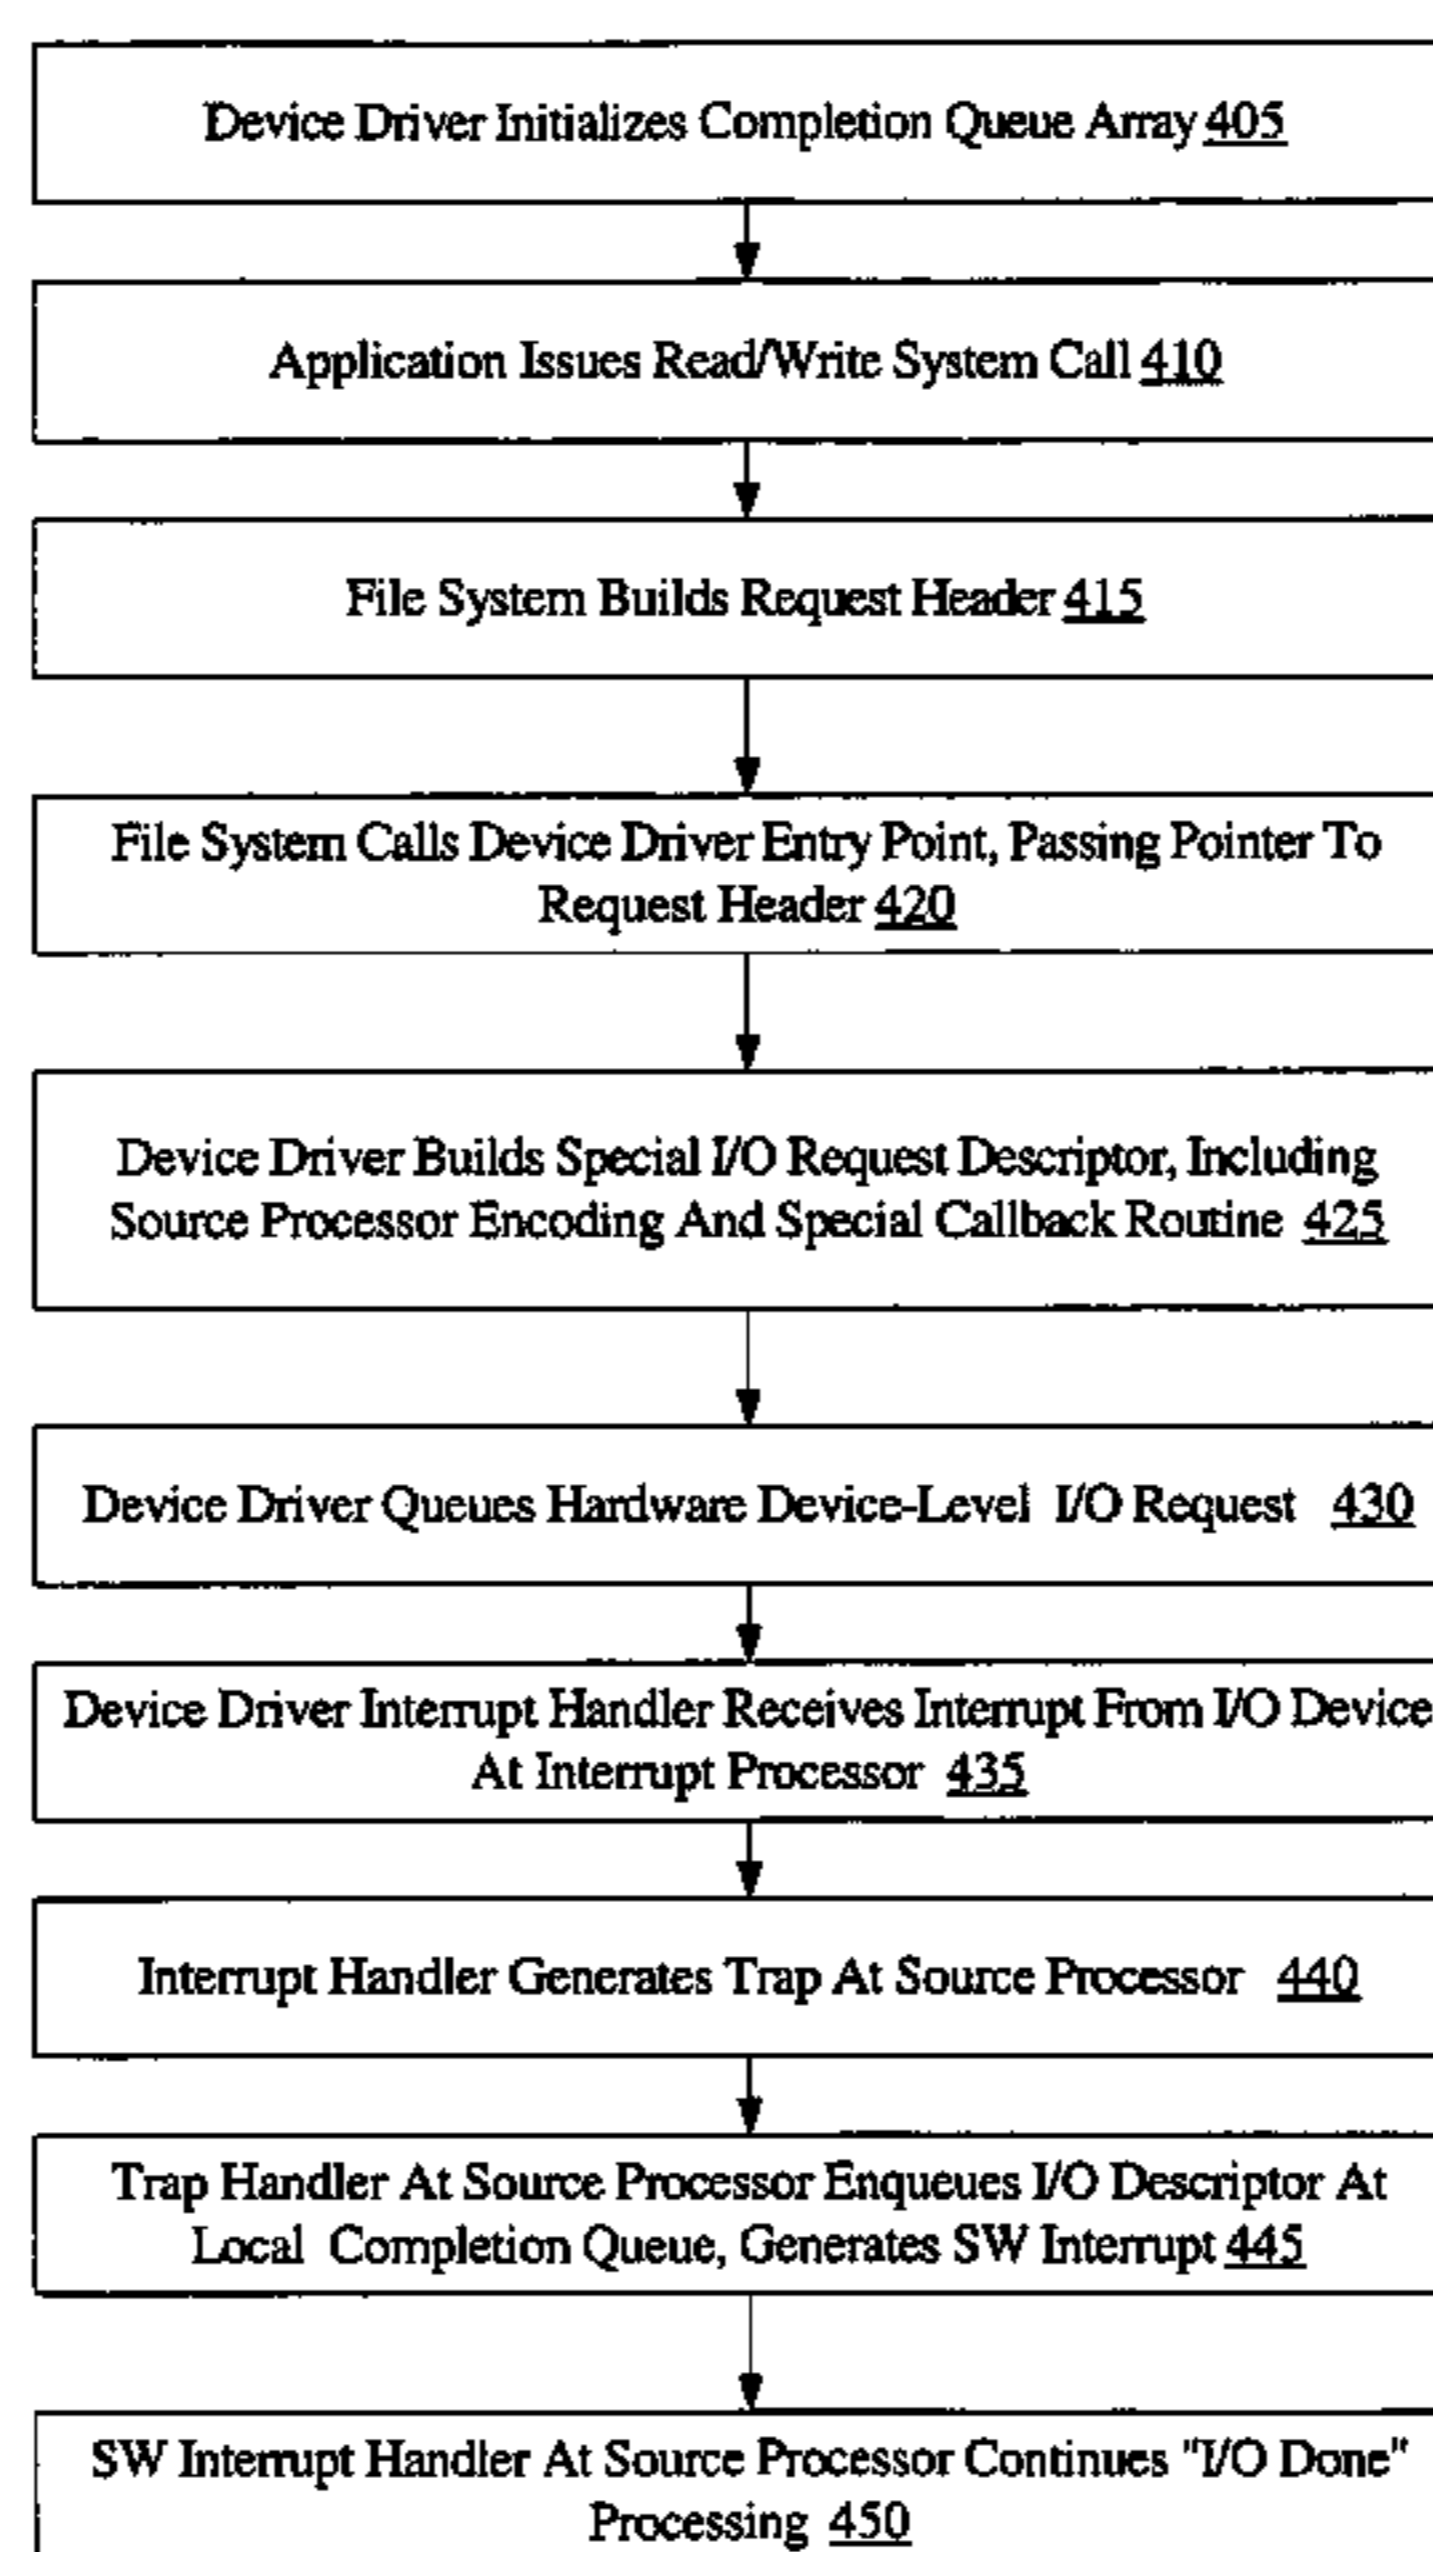 Device Driver Initializes Completion Queue Array 405
Application Issues Read/Write System Call 410
File System Builds Request Header 415
File System Calls Device Driver Entry Point, Passing Pointer To
Request Header 420
Device Driver Builds Special I/O Request Descriptor, Including
Source Processor Encoding And Special Callback Routine 425
Device Driver Queues Hardware Device-Level I/O Request 430
Device Driver Interrupt Handler Receives Interrupt From I/O Device
At Interrupt Processor 435
Interrupt Handler Generates Trap At Source Processor 440
Trap Handler At Source Processor Enqueues I/O Descriptor At
Local Completion Queue, Generates SW Interrupt 445
SW Interrupt Handler At Source Processor Continues "I/O Done"
Processing 450